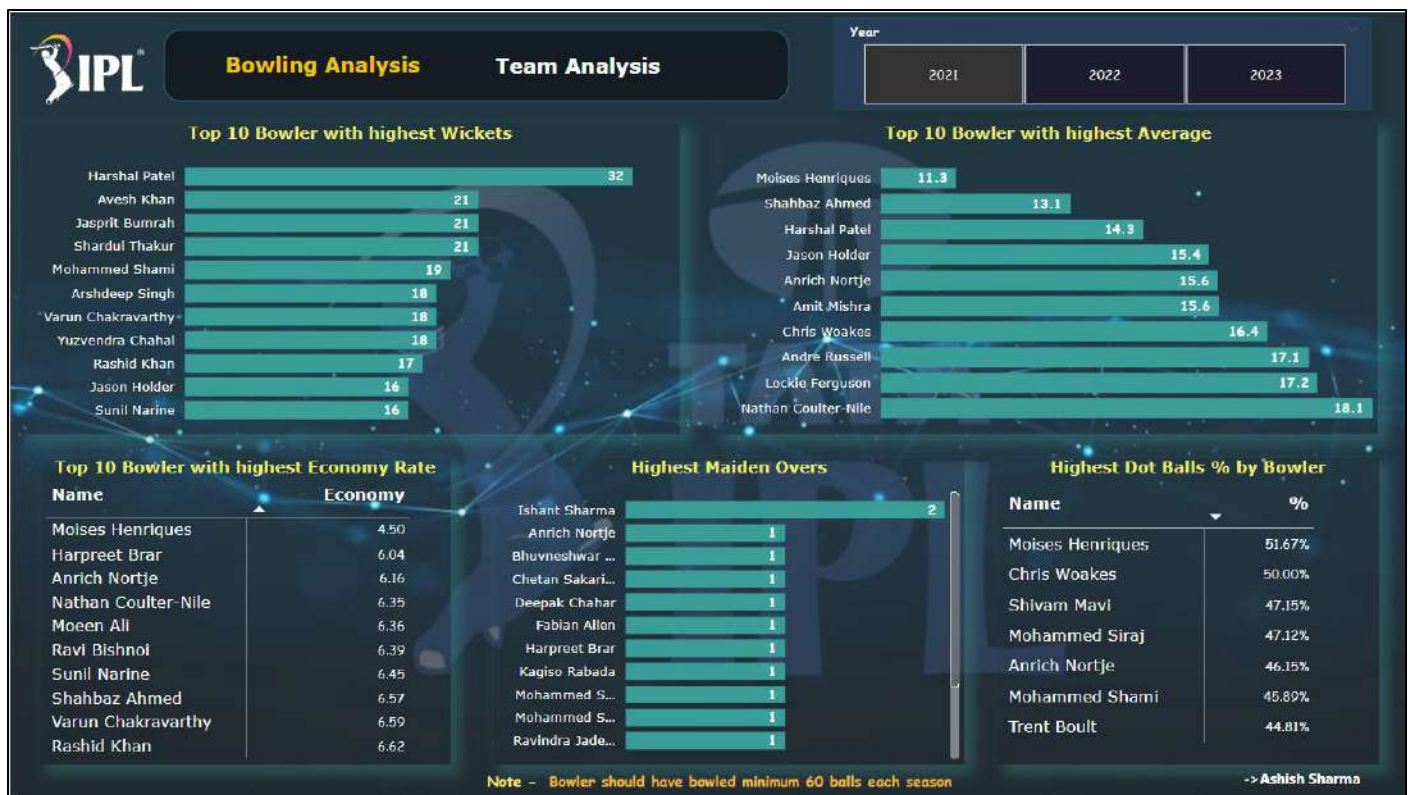 IPL
Bowling Analysis Team Analysis
Year
2021 2022 2023
Top 10 Bowler with highest Wickets
Harshal Patel 32
Avesh Khan 21
Jasprit Bumrah 21
Shardul Thakur 21
Mohammed Shami 19
Arshdeep Singh 18
Varun Chakravarthy 18
Yuzvendra Chahal 18
Rashid Khan 17
Jason Holder 16
Sunil Narine 16
Top 10 Bowler with highest Average
Moises Henriques 11.3
Shahbaz Ahmed 13.1
Harshal Patel 14.3
Jason Holder 15.4
Anrich Nortje 15.6
Amit Mishra 15.6
Chris Woakes 16.4
Andre Russell 17.1
Lockie Ferguson 17.2
Nathan Coulter-Nile 18.1
TATA
IPL
Top 10 Bowler with highest Economy Rate
Name Economy
Moises Henriques 4.50
Harpreet Brar 6.04
Anrich Nortje 6.16
Nathan Coulter-Nile 6.35
Moeen Ali 6.36
Ravi Bishnoi 6.39
Sunil Narine 6.45
Shahbaz Ahmed 6.57
Varun Chakravarthy 6.59
Rashid Khan 6.62
Highest Maiden Overs
Ishant Sharma 2
Anrich Nortje 1
Bhuvneshwar ... 1
Chetan Sakari... 1
Deepak Chahar 1
Fabian Allen 1
Harpreet Brar 1
Kagiso Rabada 1
Mohammed S... 1
Mohammed S... 1
Ravindra Jade... 1
Highest Dot Balls % by Bowler
Name %
Moises Henriques 51.67%
Chris Woakes 50.00%
Shivam Mavi 47.15%
Mohammed Siraj 47.12%
Anrich Nortje 46.15%
Mohammed Shami 45.89%
Trent Boult 44.81%
Note - Bowler should have bowled minimum 60 balls each season
->Ashish Sharma